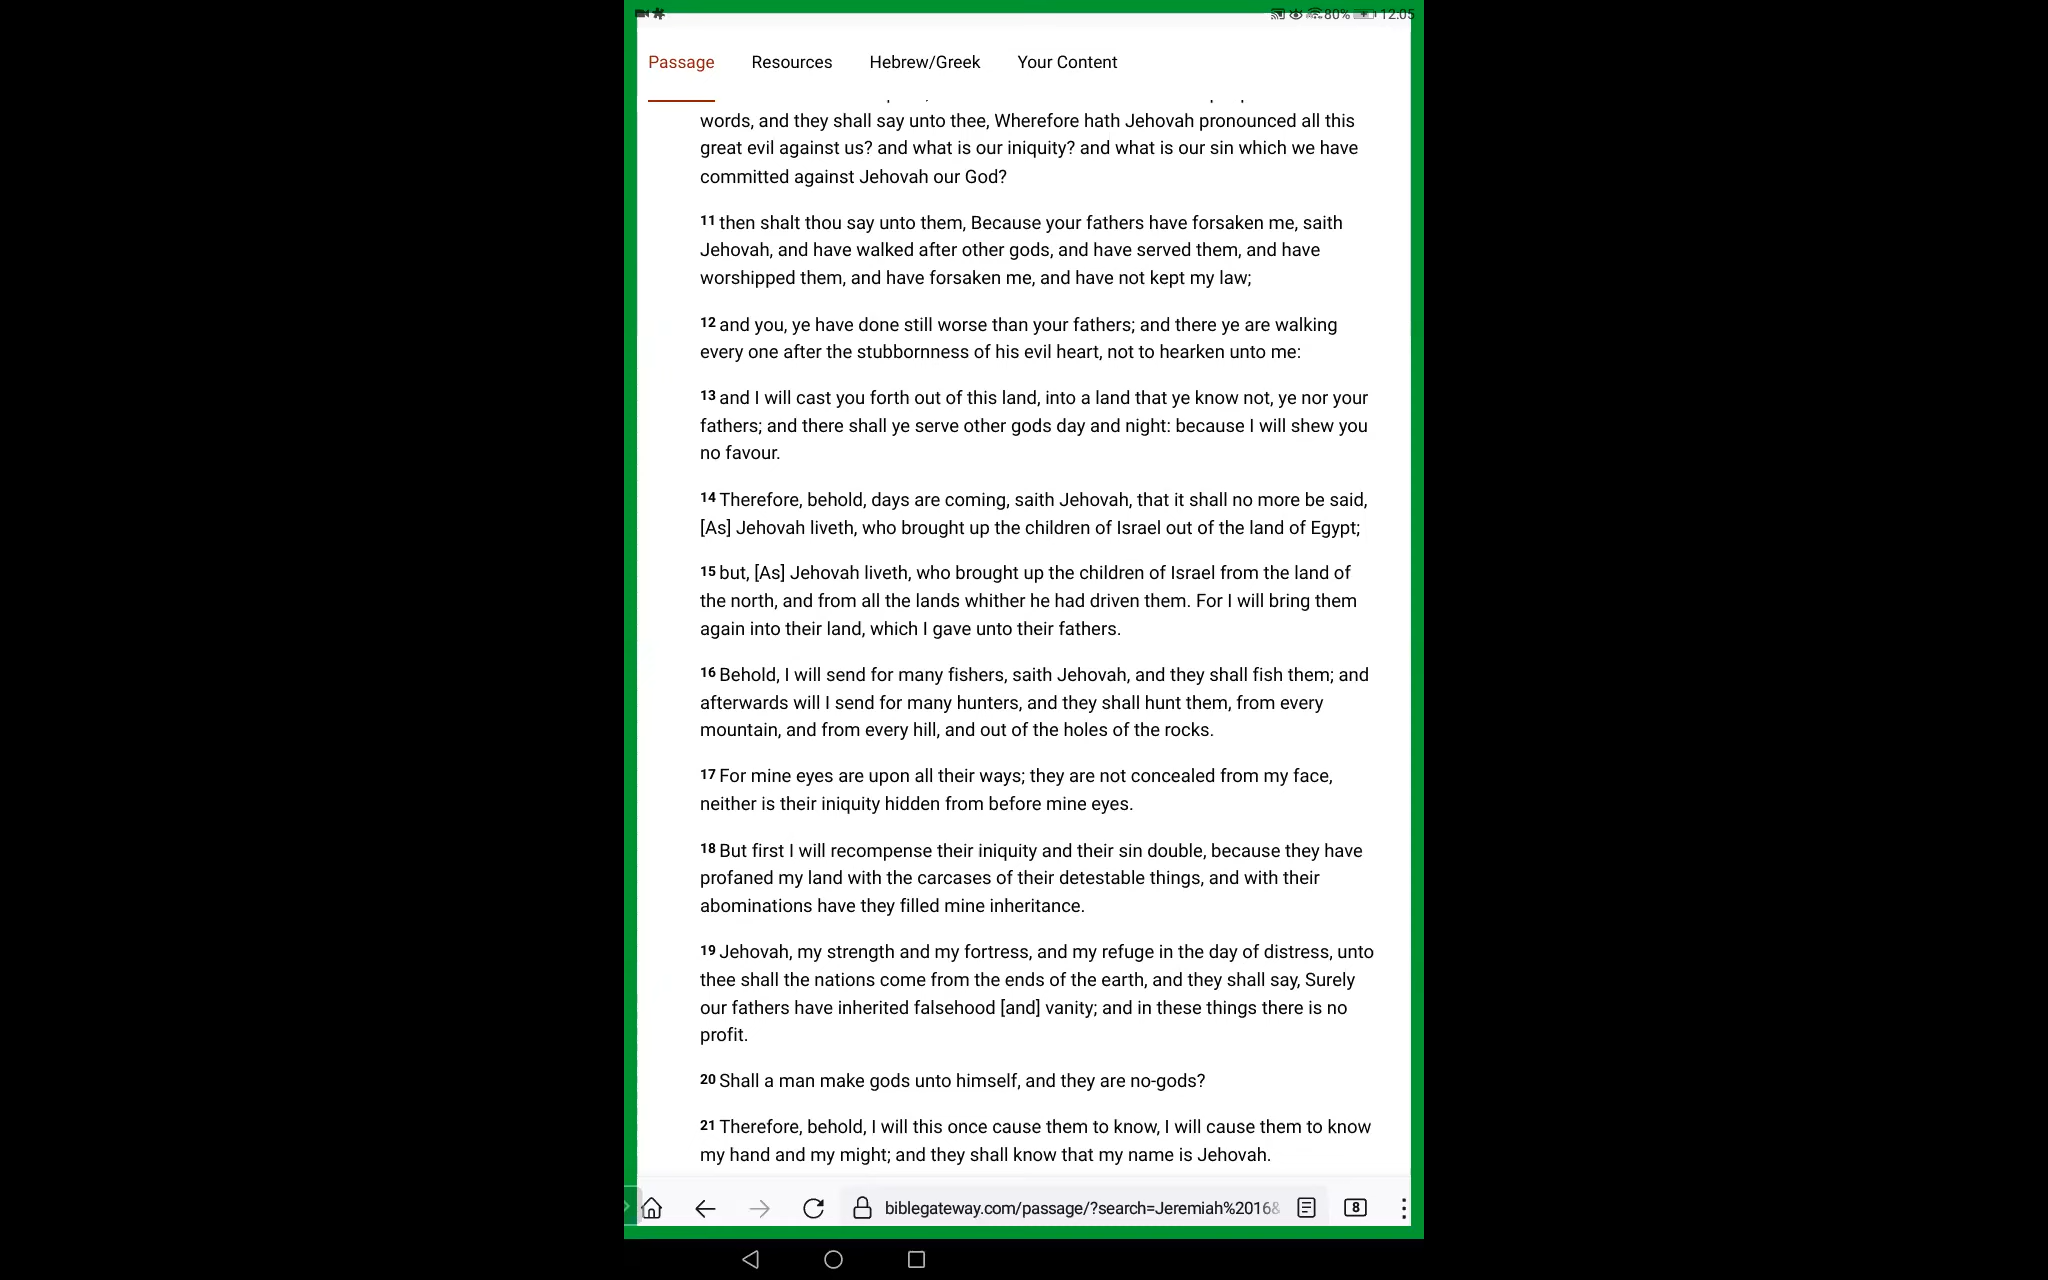 80% 12:05
Passage Resources Hebrew/Greek Your Content
words, and they shall say unto thee, Wherefore hath Jehovah pronounced all this
great evil against us? and what is our iniquity? and what is our sin which we have
committed against Jehovah our God?
11 then shalt thou say unto them, Because your fathers have forsaken me, saith
Jehovah, and have walked after other gods, and have served them, and have
worshipped them, and have forsaken me, and have not kept my law;
12 and you, ye have done still worse than your fathers; and there ye are walking
every one after the stubbornness of his evil heart, not to hearken unto me:
13 and I will cast you forth out of this land, into a land that ye know not, ye nor your
fathers; and there shall ye serve other gods day and night: because I will shew you
no favour.
14 Therefore, behold, days are coming, saith Jehovah, that it shall no more be said,
[As] Jehovah liveth, who brought up the children of Israel out of the land of Egypt;
15 but, [As] Jehovah liveth, who brought up the children of Israel from the land of
the north, and from all the lands whither he had driven them. For I will bring them
again into their land, which I gave unto their fathers.
16 Behold, I will send for many fishers, saith Jehovah, and they shall fish them; and
afterwards will I send for many hunters, and they shall hunt them, from every
mountain, and from every hill, and out of the holes of the rocks.
17 For mine eyes are upon all their ways; they are not concealed from my face,
neither is their iniquity hidden from before mine eyes.
18 But first I will recompense their iniquity and their sin double, because they have
profaned my land with the carcases of their detestable things, and with their
abominations have they filled mine inheritance.
19 Jehovah, my strength and my fortress, and my refuge in the day of distress, unto
thee shall the nations come from the ends of the earth, and they shall say, Surely
our fathers have inherited falsehood [and] vanity; and in these things there is no
profit.
20 Shall a man make gods unto himself, and they are no-gods?
21 Therefore, behold, I will this once cause them to know, I will cause them to know
my hand and my might; and they shall know that my name is Jehovah.
biblegateway.com/passage/?search=Jeremiah%2016& 8